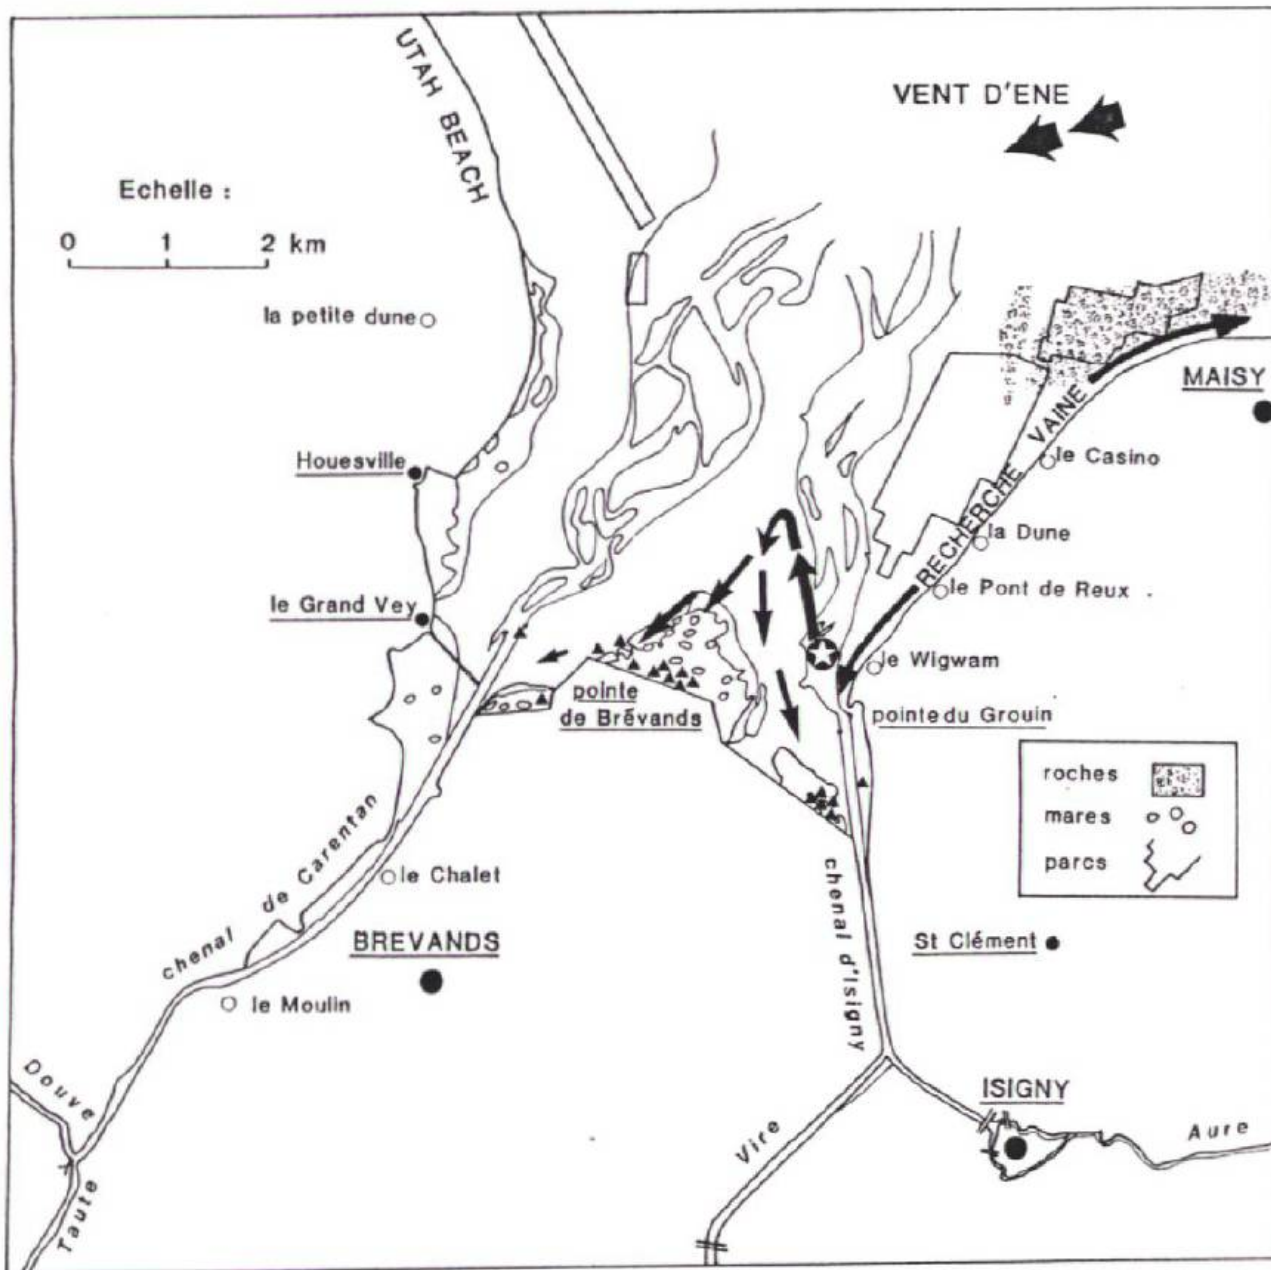 UTAH BEACH
VENT D'ENE
Echelle :
0 1 2 km
la petite dune
MAISY
Houesville
le Casino
RECHERCHE VAINE
la Dune
le Grand Vey
le Pont de Reux
le Wigwam
pointe
de Brévands
pointe du Grouin
roches
mares
parcs
chenal de Carentan
le Chalet
chenal d'Isigny
BREVANDS
St Clément
le Moulin
Douve
ISIGNY
Vire
Aure
Taute